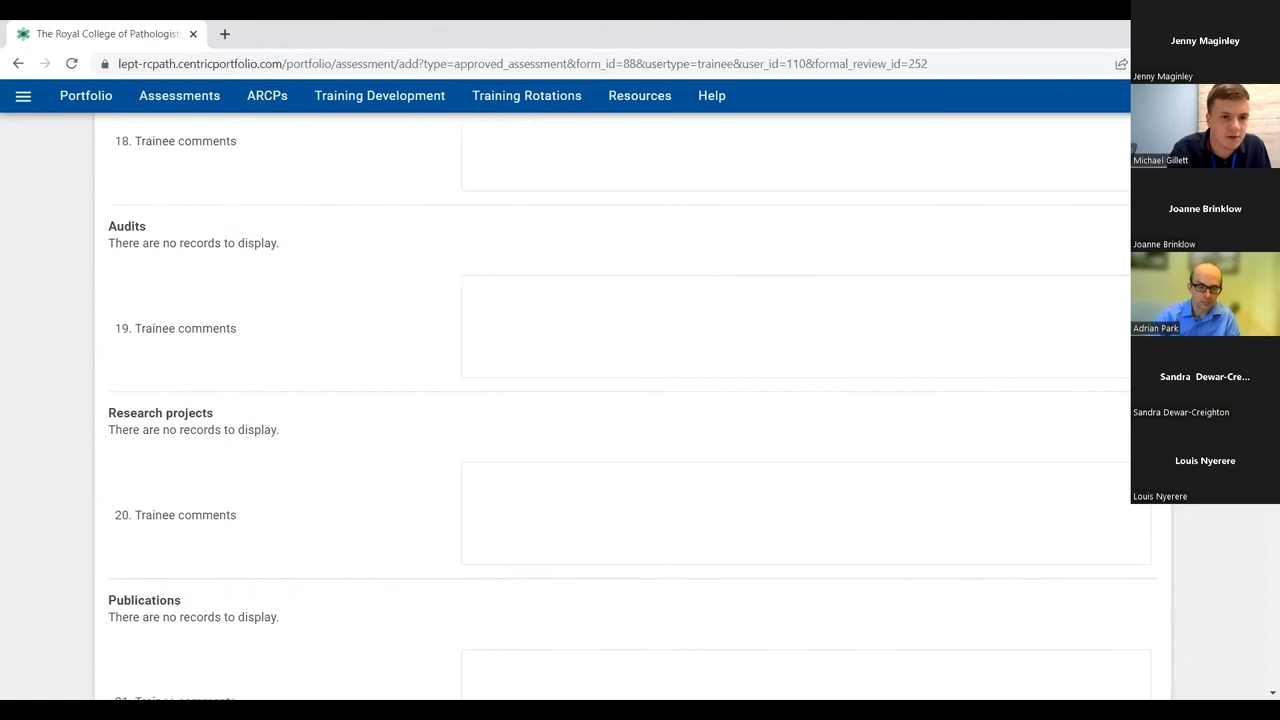 The Royal College of Pathologist
lept-rcpath.centricportfolio.com/portfolio/assessment/add?type=approved_assessment&form_id=88&usertype=trainee&user_id=110&formal_review_id=252
Portfolio Assessments ARCPs Training Development Training Rotations Resources Help
18. Trainee comments
Audits
There are no records to display.
19. Trainee comments
Research projects
There are no records to display.
20. Trainee comments
Publications
There are no records to display.
21. Trainee comments
Jenny Maginley
Jenny Maginley
Michael Gillett
Joanne Brinklow
Joanne Brinklow
Adrian Park
Sandra Dewar-Cre...
Sandra Dewar-Creighton
Louis Nyerere
Louis Nyerere